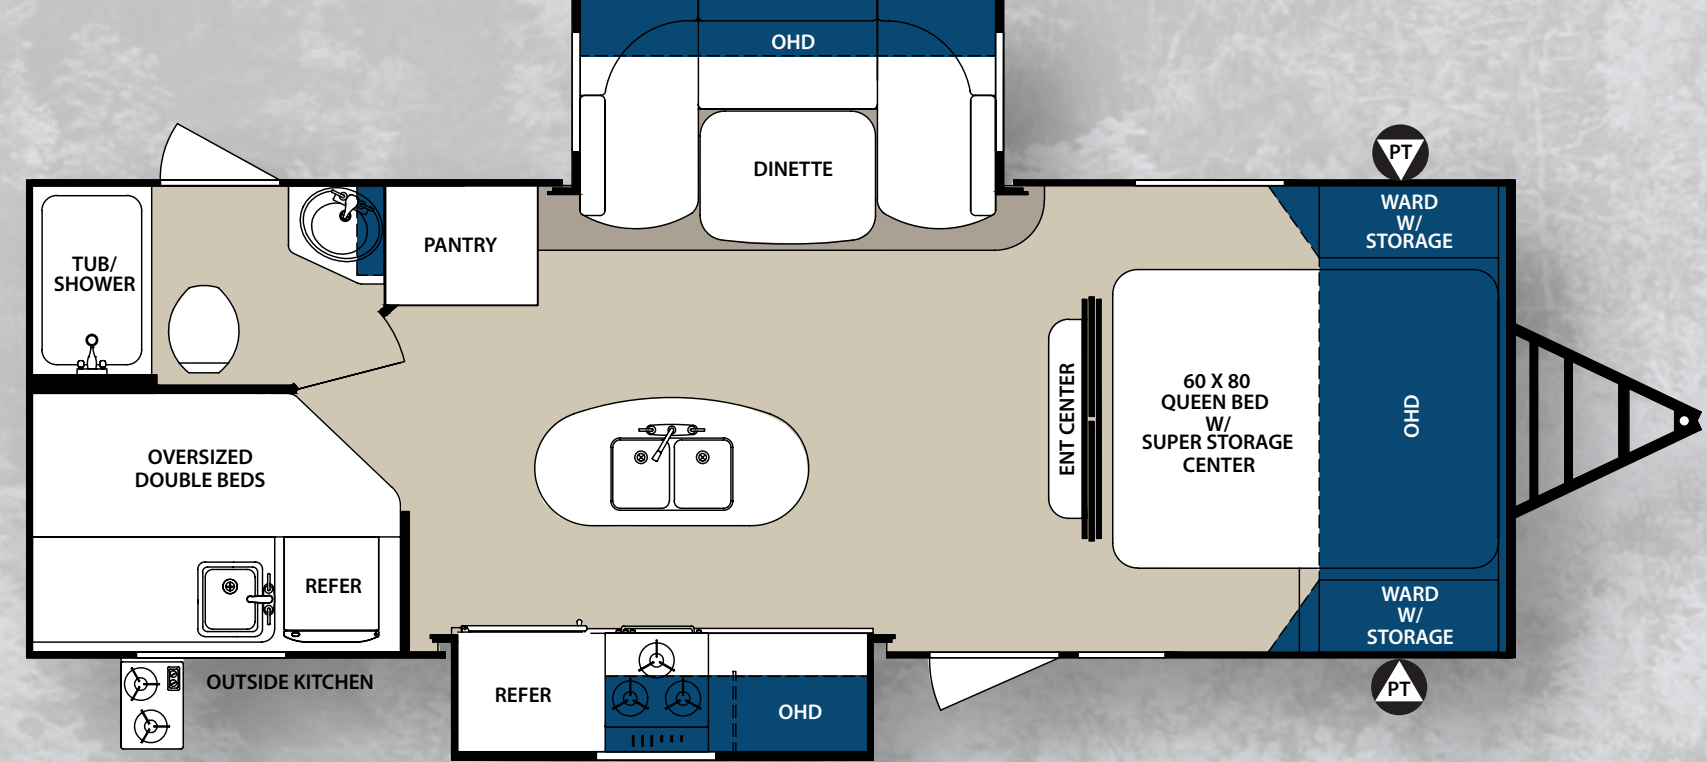 OHD
DINETTE
PT
WARD
W/
STORAGE
PANTRY
TUB/
SHOWER
ENT CENTER
60 X 80
QUEEN BED
W/
SUPER STORAGE
CENTER
OHD
OVERSIZED
DOUBLE BEDS
REFER
WARD
W/
STORAGE
OUTSIDE KITCHEN
REFER
OHD
PT